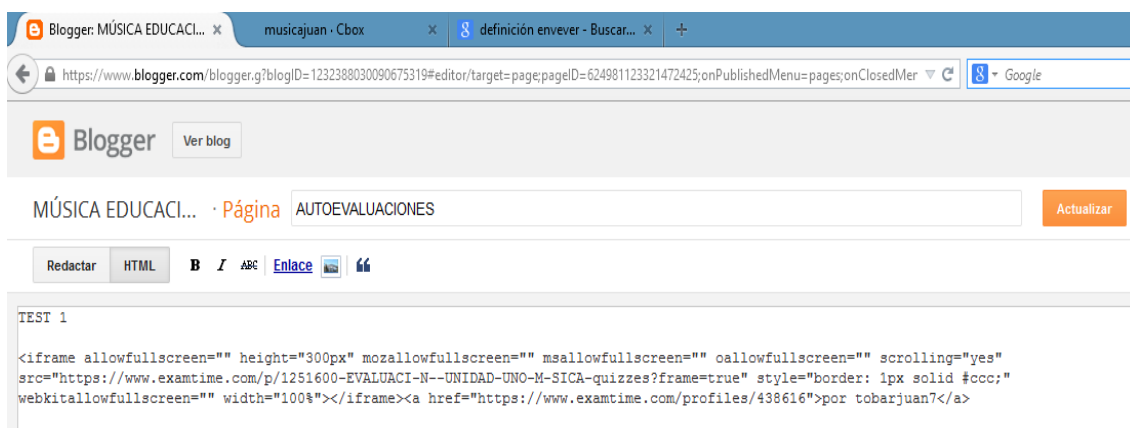 Blogger: MÚSICA EDUCACI... × musicajuan · Cbox × 8 definición envever - Buscar... × +
https://www.blogger.com/blogger.g?blogID=1232388030090675319#editor/target=page;pageID=624981123321472425;onPublishedMenu=pages;onClosedMer 8 Google
Blogger Ver blog
MÚSICA EDUCACI... · Página AUTOEVALUACIONES Actualizar
Redactar HTML B I ABC Enlace “
TEST 1
<iframe allowfullscreen="" height="300px" mozallowfullscreen="" msallowfullscreen="" oallowfullscreen="" scrolling="yes"
src="https://www.examtime.com/p/1251600-EVALUACI-N--UNIDAD-UNO-M-SICA-quizzes?frame=true" style="border: 1px solid #ccc;"
webkitallowfullscreen="" width="100%"></iframe><a href="https://www.examtime.com/profiles/438616">por tobarjuan7</a>